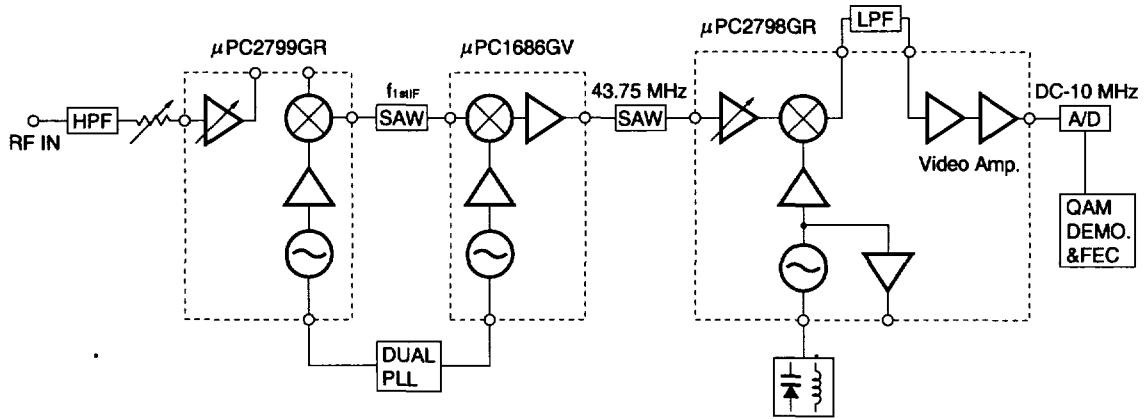 μPC2799GR
μPC1686GV
μPC2798GR
LPF
RF IN
HPF
f1stIF
SAW
43.75 MHz
SAW
DC-10 MHz
A/D
Video Amp.
QAM
DEMO.
&FEC
DUAL
PLL